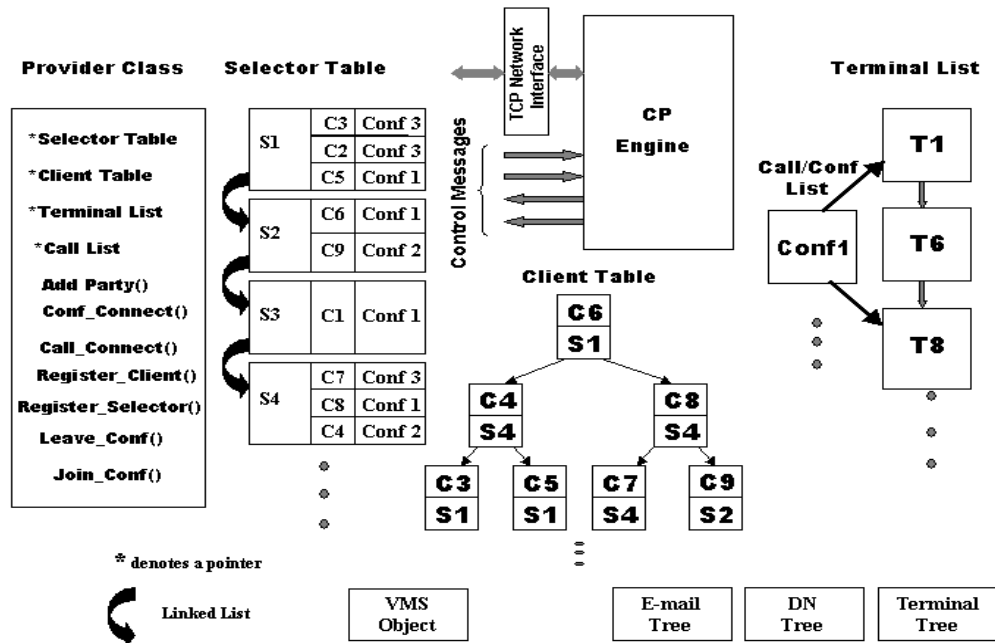 Provider Class
*Selector Table
*Client Table
*Terminal List
*Call List
Add Party()
Conf_Connect()
Call_Connect()
Register_Client()
Register_Selector()
Leave_Conf()
Join_Conf()
Selector Table
S1
C3 Conf 3
C2 Conf 3
C5 Conf 1
S2
C6 Conf 1
C9 Conf 2
S3
C1 Conf 1
S4
C7 Conf 3
C8 Conf 1
C4 Conf 2
TCP Network
Interface
Control Messages
CP
Engine
Client Table
C6
S1
C4
S4
C8
S4
C3
S1
C5
S1
C7
S4
C9
S2
Terminal List
Call/Conf
List
Conf1
T1
T6
T8
* denotes a pointer
Linked List
VMS
Object
E-mail
Tree
DN
Tree
Terminal
Tree